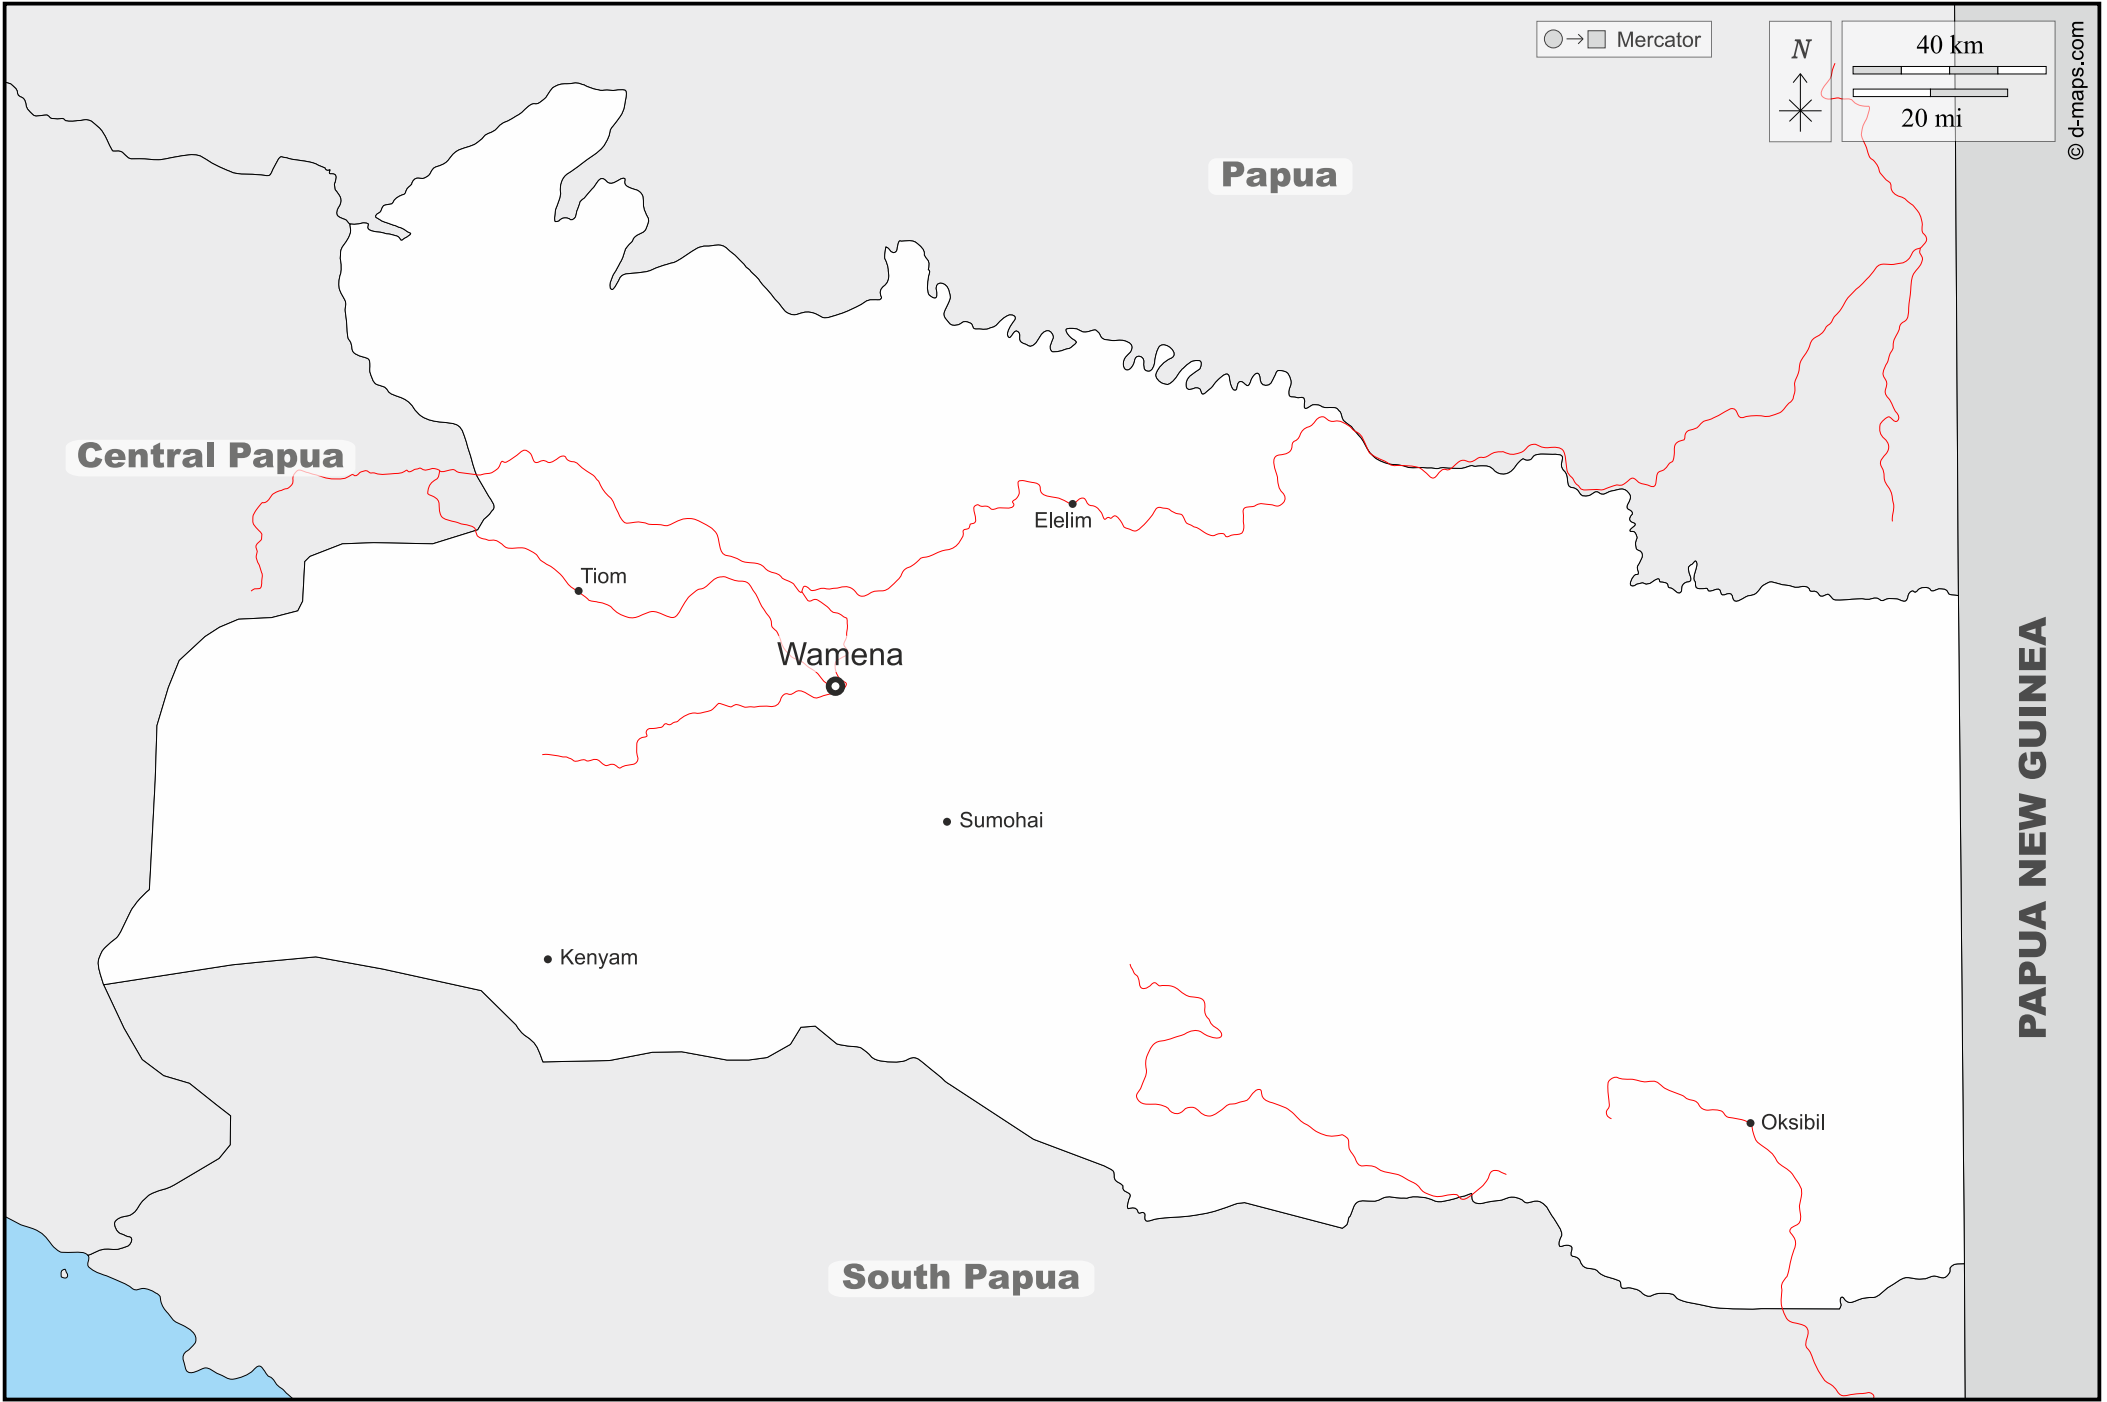 Mercator
N
40 km
20 mi
© d-maps.com
Papua
Central Papua
Elelim
Tiom
Wamena
PAPUA NEW GUINEA
Sumohai
Kenyam
Oksibil
South Papua